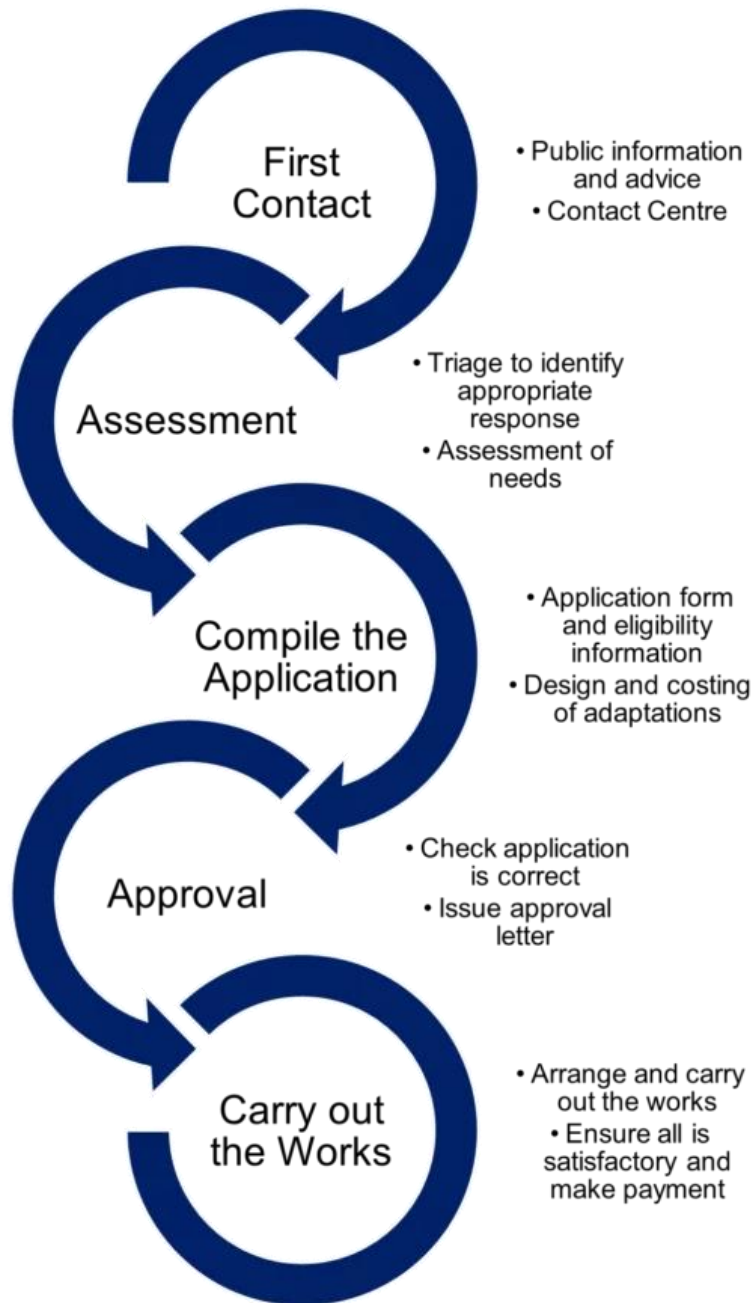 First
Contact
• Public information
and advice
• Contact Centre
Assessment
• Triage to identify
appropriate
response
• Assessment of
needs
Compile the
Application
• Application form
and eligibility
information
• Design and costing
of adaptations
Approval
• Check application
is correct
• Issue approval
letter
Carry out
the Works
• Arrange and carry
out the works
• Ensure all is
satisfactory and
make payment